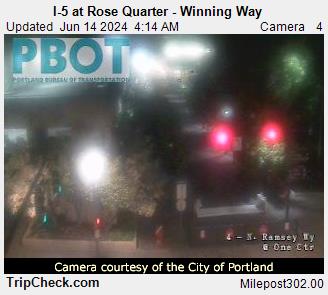 I-5 at Rose Quarter - Winning Way
Updated Jun 14 2024 4:14 AM Camera 4
PBOT
PORTLAND BUREAU OF TRANSPORTATION
4 - N. Ramsey Wy
@ One Ctr
Camera courtesy of the City of Portland
TripCheck.com Milepost302.00